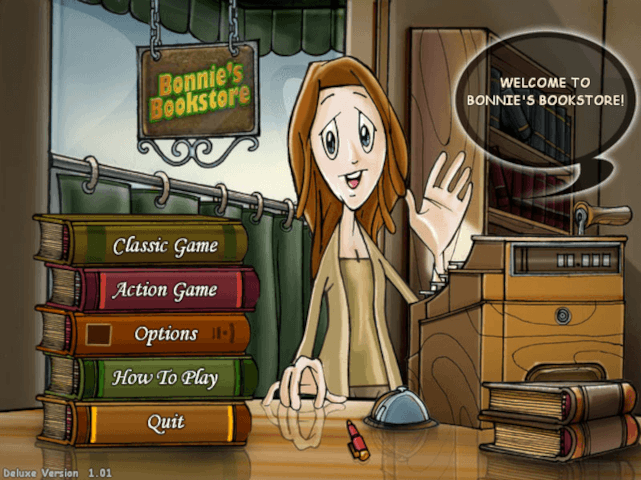 Bonnie's
Bookstore
WELCOME TO
BONNIE'S BOOKSTORE!
Classic Game
Action Game
Options
How To Play
Quit
Deluxe Version 1.01